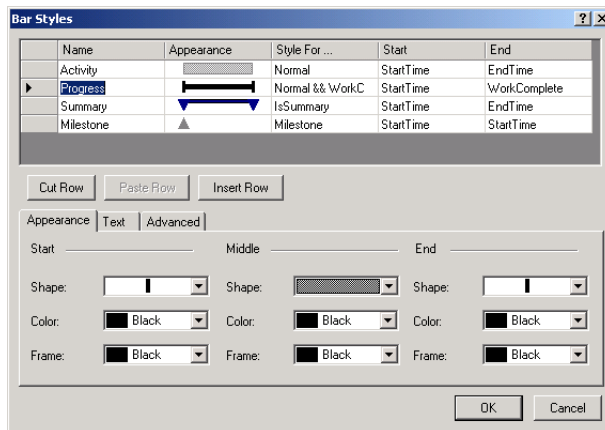 Bar Styles
Name Appearance Style For ... Start End
Activity Normal StartTime EndTime
Progress Normal && WorkC StartTime WorkComplete
Summary IsSummary StartTime EndTime
Milestone Milestone StartTime StartTime
Cut Row Paste Row Insert Row
Appearance Text Advanced
Start Middle End
Shape: Shape: Shape:
Color: Black Color: Black Color: Black
Frame: Black Frame: Black Frame: Black
OK Cancel